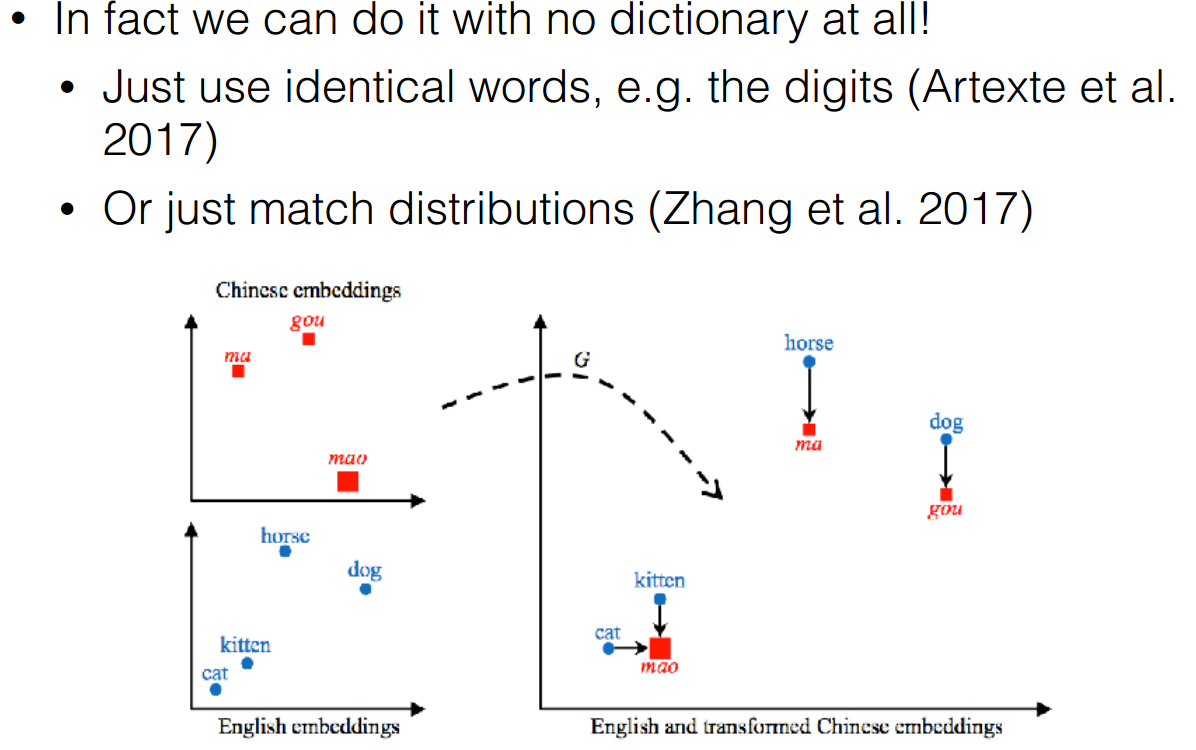 • In fact we can do it with no dictionary at all!
• Just use identical words, e.g. the digits (Artexte et al.
2017)
• Or just match distributions (Zhang et al. 2017)
Chinese embeddings
gou
ma
mao
horse
dog
kitten
cat
English embeddings
G
horse
ma
dog
gou
kitten
cat
mao
English and transformed Chinese embeddings